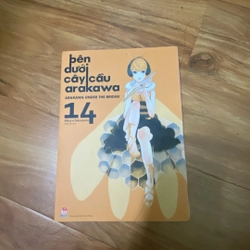 bên
dưới
cây cầu
arakawa
ARAKAWA UNDER THE BRIDGE
14